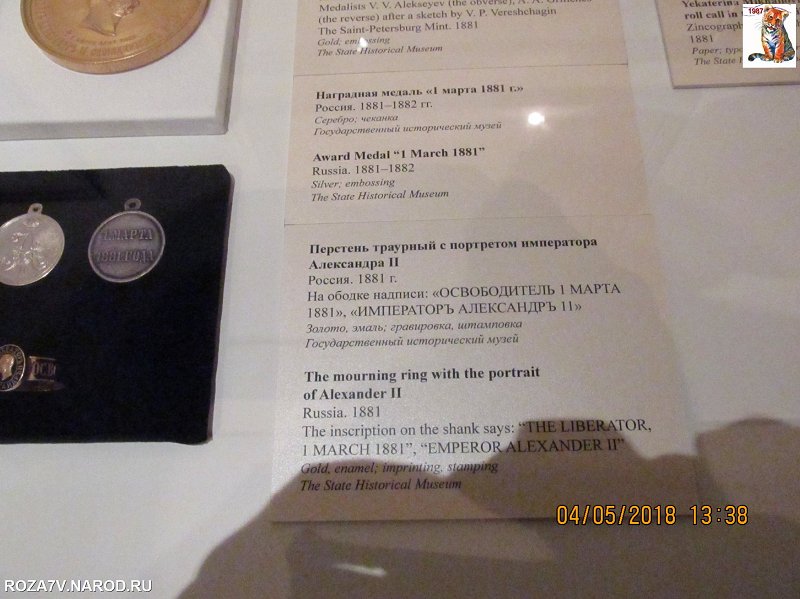 Medalists V. V. Alekseyev (the obverse), A. A.
(the reverse) after a sketch by V. P. Vereshchagin
The Saint-Petersburg Mint. 1881
Gold; embossing
The State Historical Museum
Наградная медаль «1 марта 1881 г.»
Россия. 1881–1882 гг.
Серебро; чеканка
Государственный исторический музей
Award Medal “1 March 1881”
Russia. 1881–1882
Silver; embossing
The State Historical Museum
Перстень траурный с портретом императора
Александра II
Россия. 1881 г.
На ободке надписи: «ОСВОБОДИТЕЛЬ 1 МАРТА
1881», «ИМПЕРАТОРЪ АЛЕКСАНДРЪ 11»
Золото, эмаль; гравировка, штамповка
Государственный исторический музей
The mourning ring with the portrait
of Alexander II
Russia. 1881
The inscription on the shank says: “THE LIBERATOR,
1 MARCH 1881”, “EMPEROR ALEXANDER II”
Gold, enamel; imprinting, stamping
The State Historical Museum
Yekaterina
roll call in
Zincograph
1881
Paper; typo
The State His
1987
1 МАРТА
1881 ГОДА
04/05/2018 13:38
ROZA7V.NAROD.RU